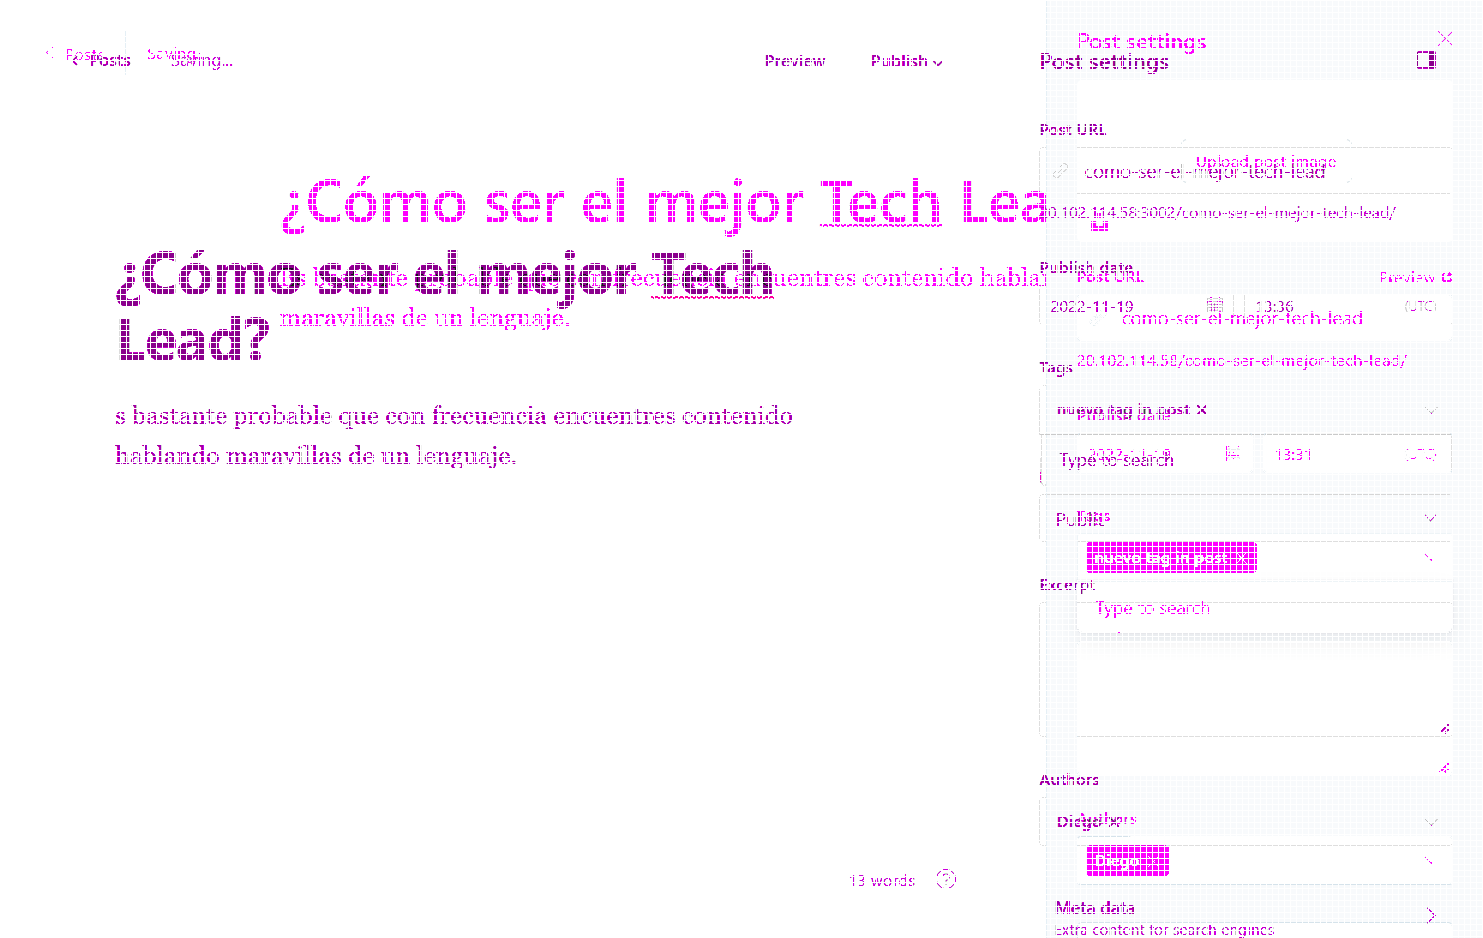 Posts
Saving...
Posts
Saving...
Preview
Publish
Post settings
Post settings
Post URL
Upload post image
como-ser-el-mejor-tech-lead
¿Cómo ser el mejor Tech Lea
20.102.114.58:3002/como-ser-el-mejor-tech-lead/
¿Cómo ser el mejor Tech
Lead?
encuentres contenido hablan
maravillas de un lenguaje.
Publish date
Post URL
Preview
2022-11-19
13:36
(UTC)
como-ser-el-mejor-tech-lead
20.102.114.58/como-ser-el-mejor-tech-lead/
Tags
s bastante probable que con frecuencia encuentres contenido
hablando maravillas de un lenguaje.
nuevo tag in post ×
Publish date
Type to search
2022-11-19
13:31
(UTC)
Public
Tags
nuevo tag in post ×
Excerpt
Type to search
Authors
Diego
Authors
Diego
13 words
?
Meta data
Extra content for search engines